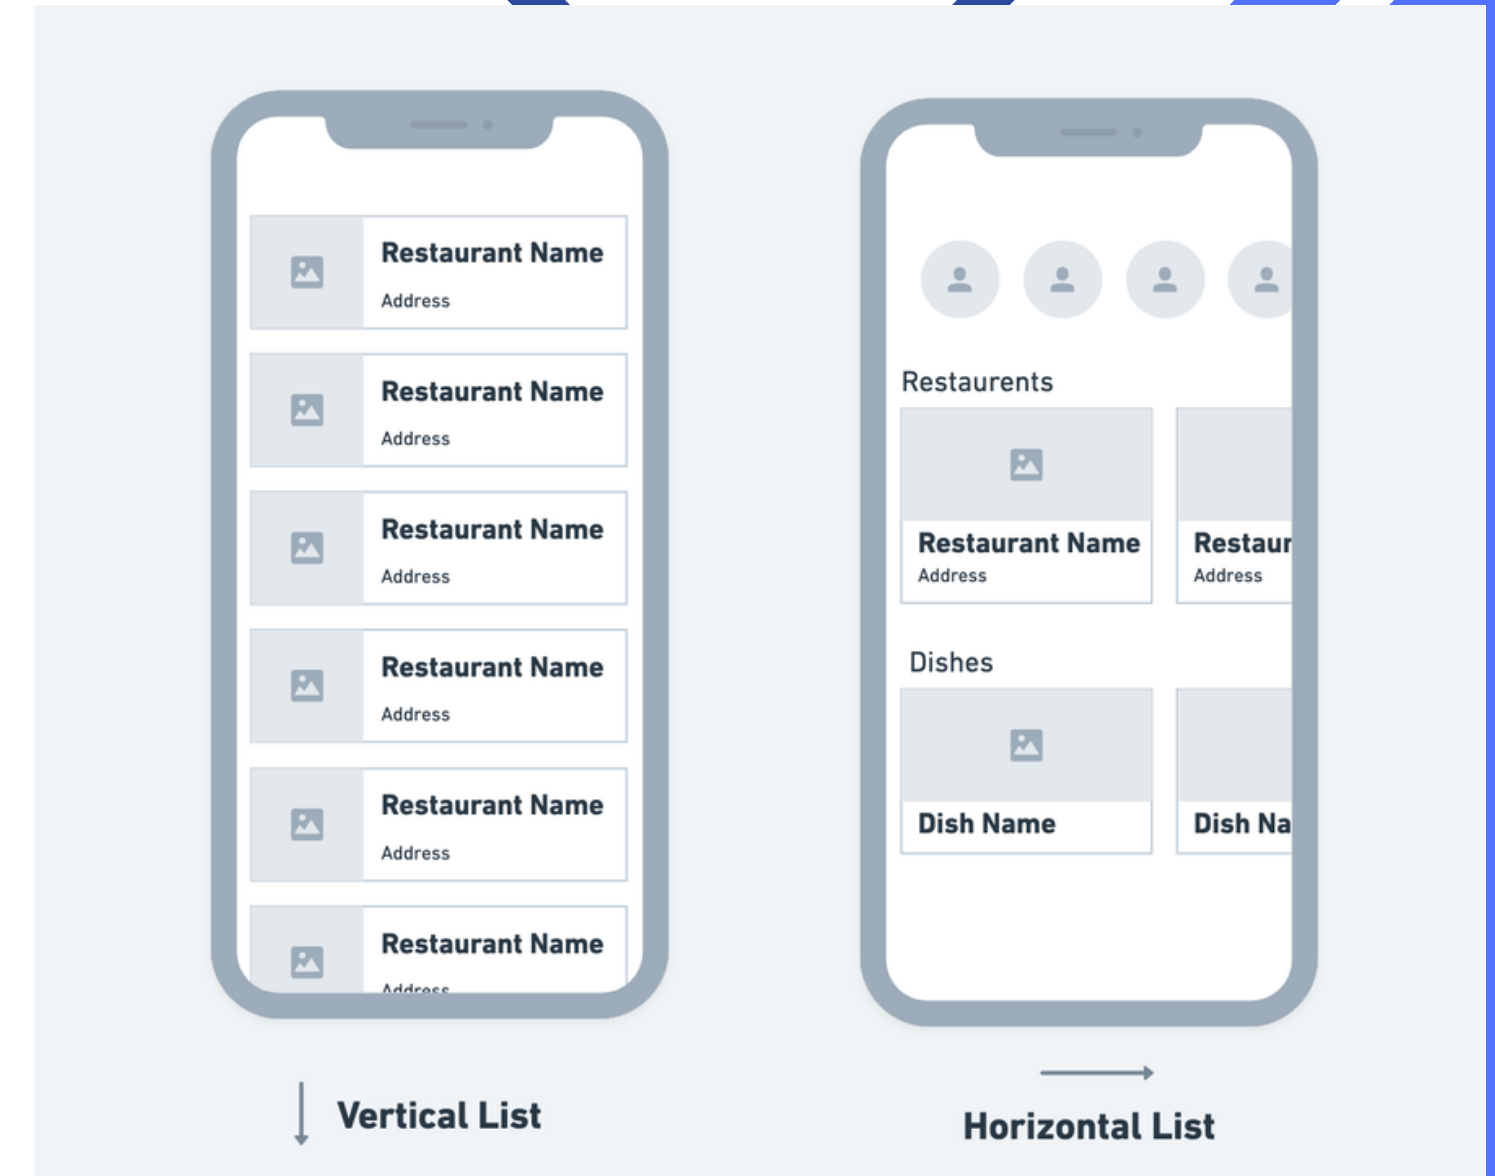 Restaurant Name
Address
Restaurant Name
Address
Restaurant Name
Address
Restaurant Name
Address
Restaurant Name
Address
Restaurant Name
Address
Vertical List
Restaurents
Restaurant Name
Restaur
Address
Address
Dishes
Dish Name
Dish Na
Horizontal List